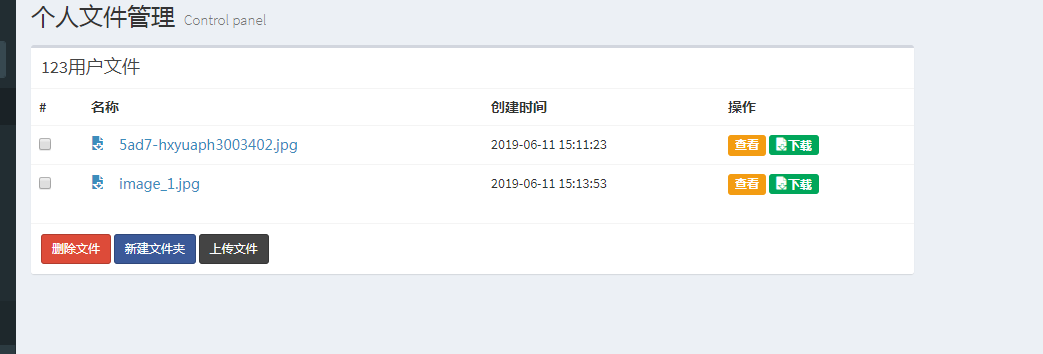 个人文件管理 Control panel
123用户文件
# 名称 创建时间 操作
5ad7-hxyuaph3003402.jpg 2019-06-11 15:11:23 查看 下载
image_1.jpg 2019-06-11 15:13:53 查看 下载
删除文件 新建文件夹 上传文件